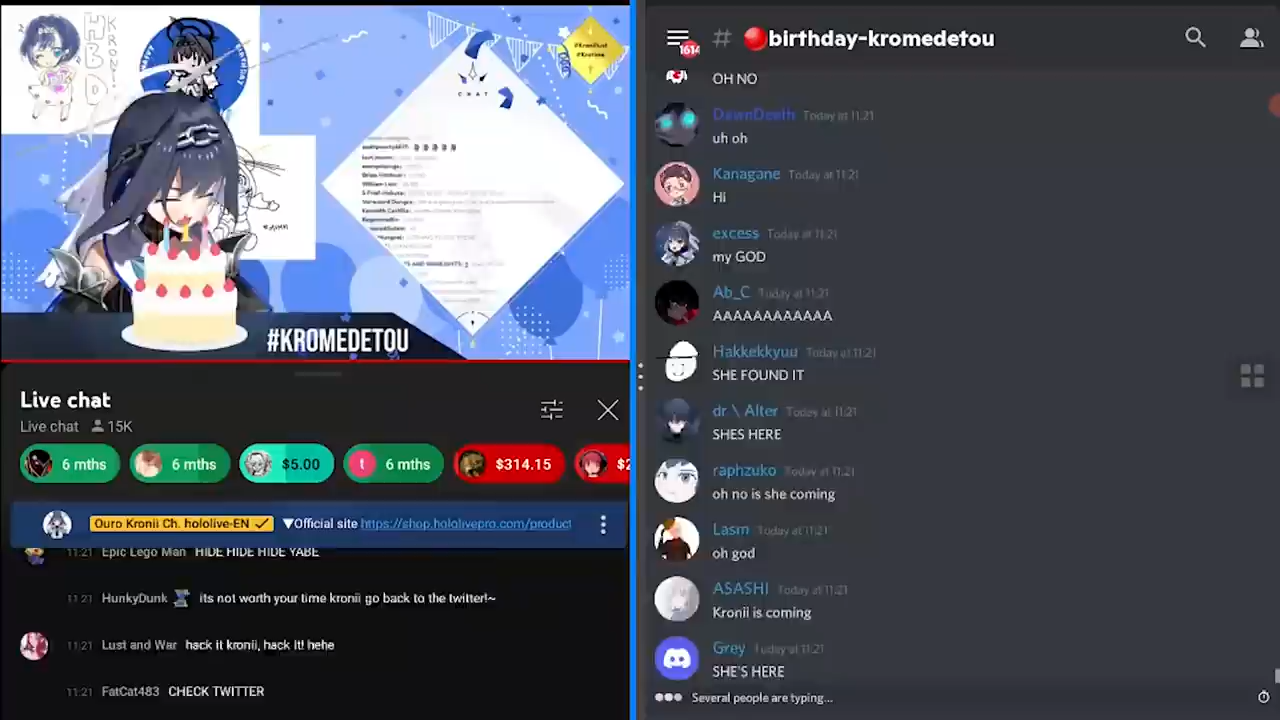 HBD
KRONII
HAPPY
BIRTHDAY
CHAT
#KROMEDETOU
Live chat
Live chat 15K
6 mths
6 mths
$5.00
t 6 mths
$314.15
Ouro Kronii Ch. hololive-EN ▼Official site https://shop.hololivepro.com/product
11:21 Epic Lego Man HIDE HIDE HIDE YABE
11:21 HunkyDunk its not worth your time kronii go back to the twitter!~
11:21 Lust and War hack it kronii, hack it! hehe
11:21 FatCat483 CHECK TWITTER
1614
# 🔴birthday-kromedetou
OH NO
DawnDeeth Today at 11:21
uh oh
Kanagane Today at 11:21
HI
excess Today at 11:21
my GOD
Ab_C Today at 11:21
AAAAAAAAAAAA
Hakkekkyuu Today at 11:21
SHE FOUND IT
dr \ Alter Today at 11:21
SHES HERE
raphzuko Today at 11:21
oh no is she coming
Lasm Today at 11:21
oh god
ASASHI Today at 11:21
Kronii is coming
Grey Today at 11:21
SHE'S HERE
Several people are typing...